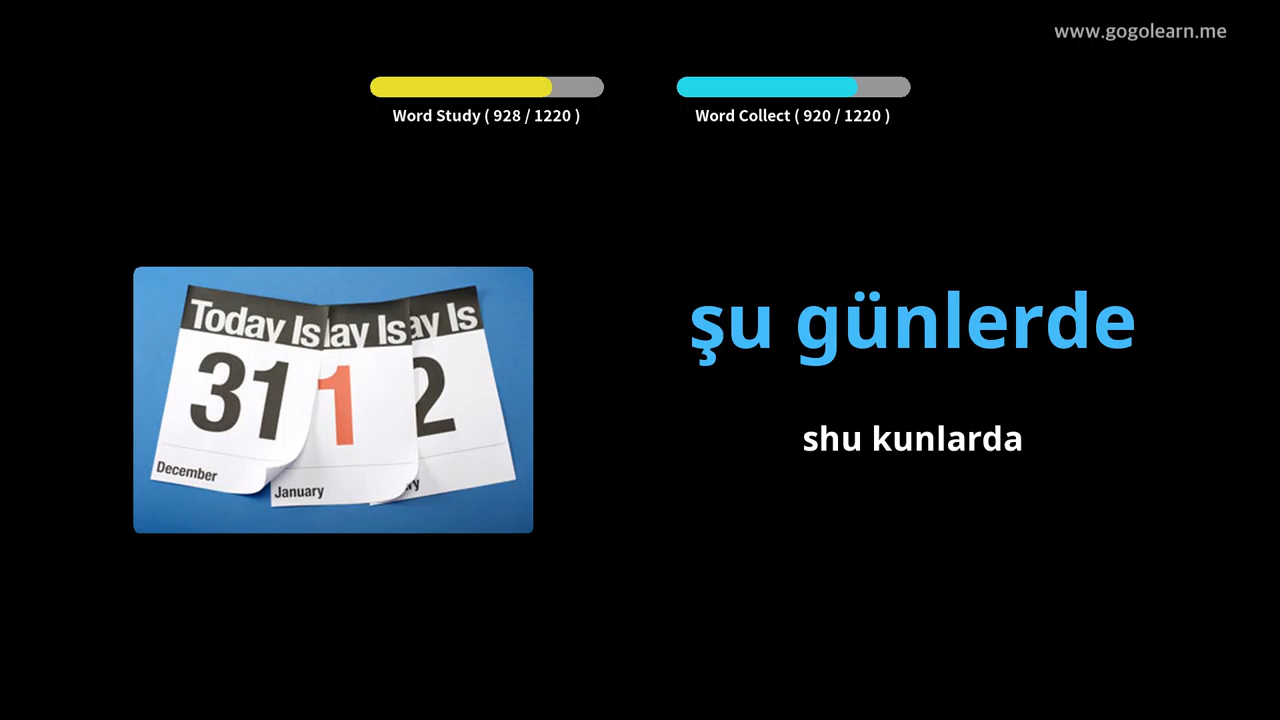 www.gogolearn.me
Word Study ( 928 / 1220 )
Word Collect ( 920 / 1220 )
Today Is
ay Is
ay Is
31
1
2
December
January
ry
şu günlerde
shu kunlarda